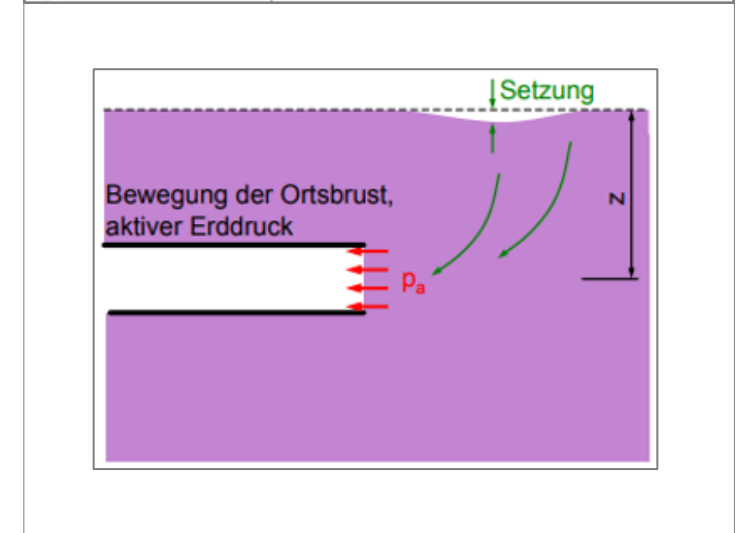 Setzung
Bewegung der Ortsbrust,
aktiver Erddruck
z
pa